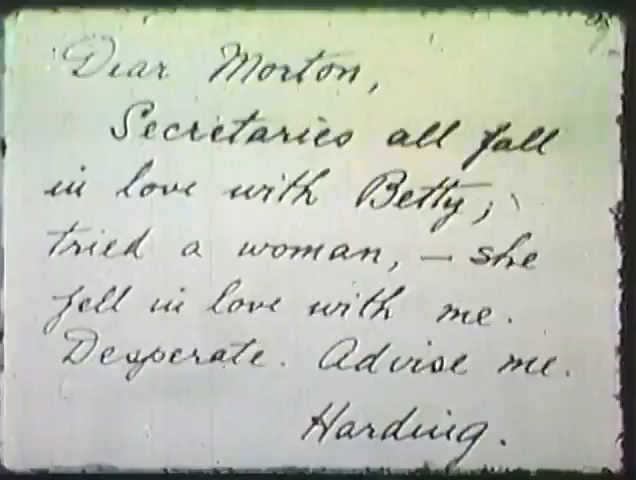 Dear Morton,
Secretaries all fall
in love with Betty;
tried a woman, – she
fell in love with me.
Desperate. Advise me.
Harding.